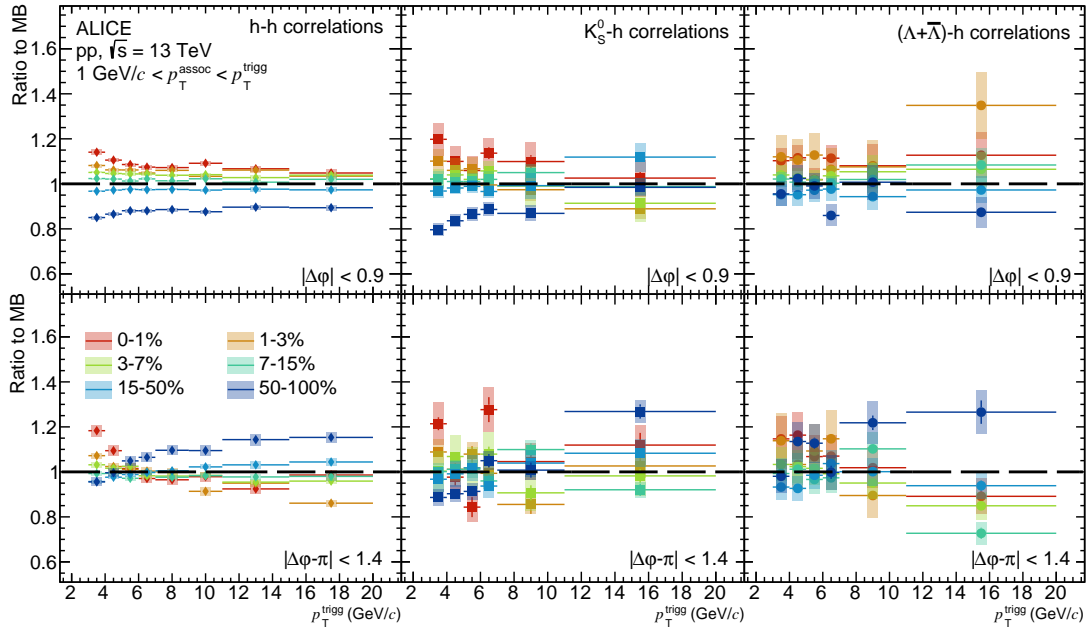 ALICE
pp, √s = 13 TeV
1 GeV/c < p_T^assoc < p_T^trigg
h-h correlations
K_S^0-h correlations
(Λ+Λ̅)-h correlations
Ratio to MB
1.6
1.4
1.2
1
0.8
0.6
|Δφ| < 0.9
|Δφ| < 0.9
|Δφ| < 0.9
Ratio to MB
1.6
1.4
1.2
1
0.8
0.6
0-1%
1-3%
3-7%
7-15%
15-50%
50-100%
|Δφ-π| < 1.4
|Δφ-π| < 1.4
|Δφ-π| < 1.4
2 4 6 8 10 12 14 16 18 20
2 4 6 8 10 12 14 16 18 20
2 4 6 8 10 12 14 16 18 20
p_T^trigg (GeV/c)
p_T^trigg (GeV/c)
p_T^trigg (GeV/c)